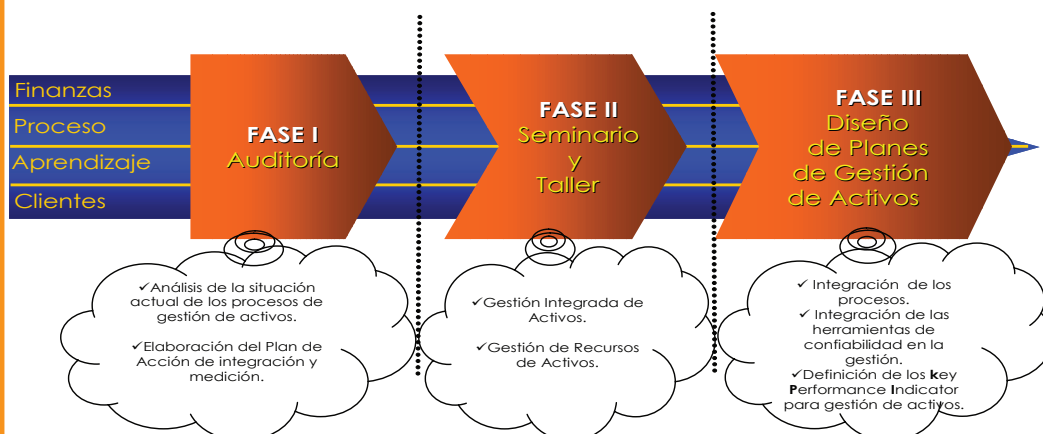 Finanzas
Proceso
Aprendizaje
Clientes
FASE I
Auditoría
FASE II
Seminario
y
Taller
FASE III
Diseño
de Planes
de Gestión
de Activos
✓Análisis de la situación
actual de los procesos de
gestión de activos.
✓Elaboración del Plan de
Acción de integración y
medición.
✓Gestión Integrada de
Activos.
✓Gestión de Recursos
de Activos.
✓ Integración de los
procesos.
✓ Integración de las
herramientas de
confiabilidad en la
gestión.
✓Definición de los key
Performance Indicator
para gestión de activos.